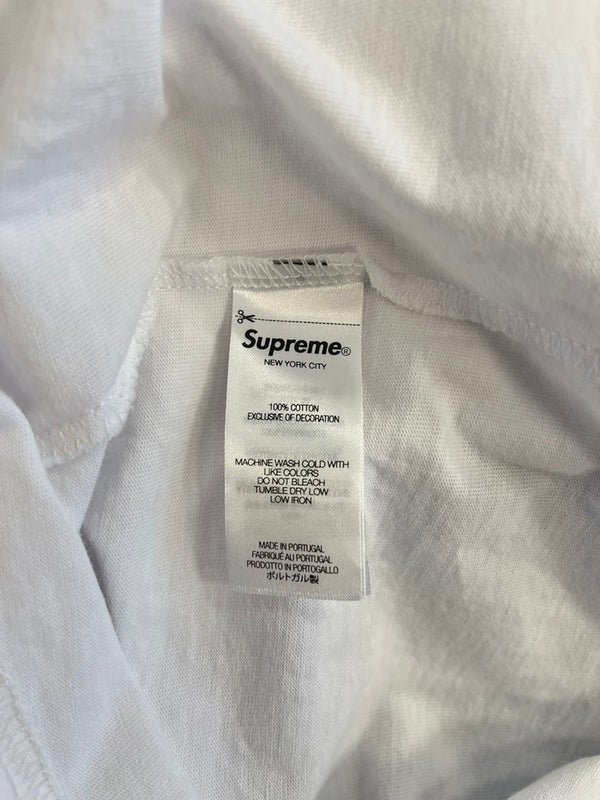 Supreme®
NEW YORK CITY
100% COTTON
EXCLUSIVE OF DECORATION
MACHINE WASH COLD WITH
LIKE COLORS
DO NOT BLEACH
TUMBLE DRY LOW
LOW IRON
MADE IN PORTUGAL
FABRIQUÉ AU PORTUGAL
PRODOTTO IN PORTOGALLO
ポルトガル製